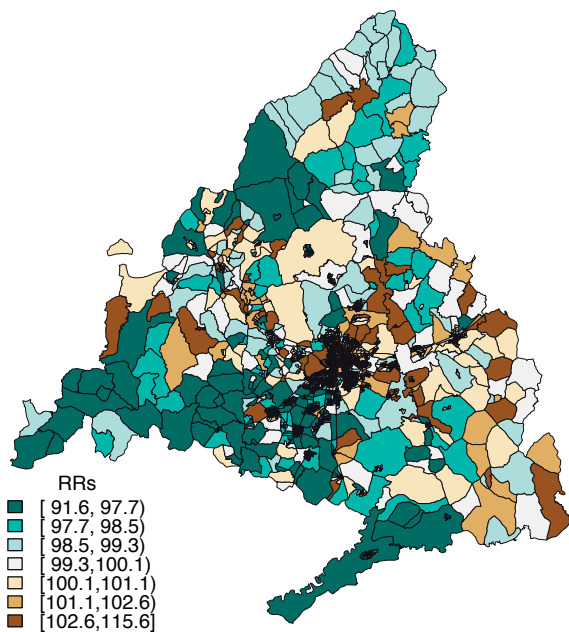 RRs
[ 91.6, 97.7)
[ 97.7, 98.5)
[ 98.5, 99.3)
[ 99.3,100.1)
[100.1,101.1)
[101.1,102.6)
[102.6,115.6]